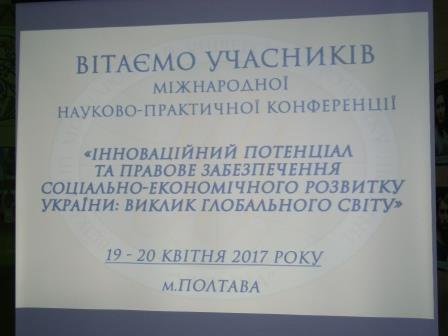 ВІТАЄМО УЧАСНИКІВ
МІЖНАРОДНОЇ
НАУКОВО-ПРАКТИЧНОЇ КОНФЕРЕНЦІЇ
«ІННОВАЦІЙНИЙ ПОТЕНЦІАЛ
ТА ПРАВОВЕ ЗАБЕЗПЕЧЕННЯ
СОЦІАЛЬНО-ЕКОНОМІЧНОГО РОЗВИТКУ
УКРАЇНИ: ВИКЛИК ГЛОБАЛЬНОГО СВІТУ»
19 - 20 КВІТНЯ 2017 РОКУ
м.ПОЛТАВА